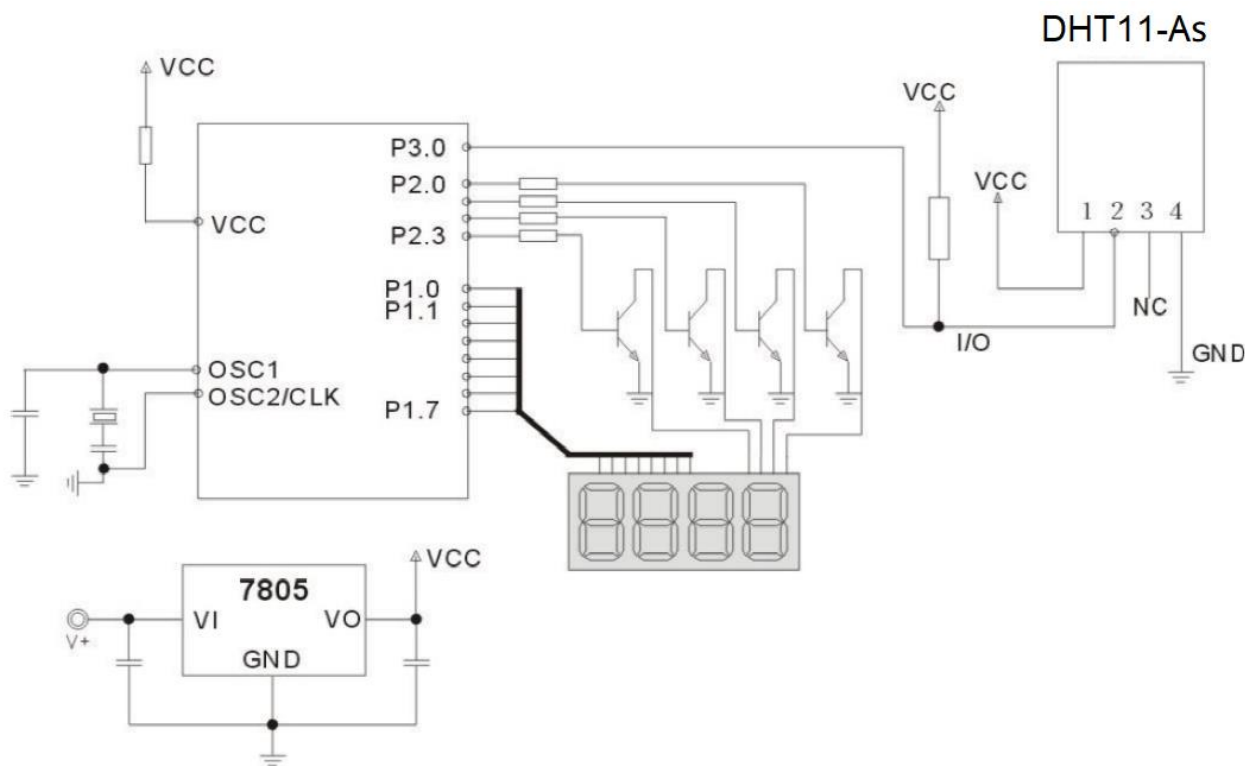 DHT11-As
VCC
VCC
P3.0
P2.0
VCC
1 2 3 4
VCC
P2.3
P1.0
P1.1
NC
I/O
GND
OSC1
OSC2/CLK
P1.7
VCC
7805
VI
VO
V+
GND